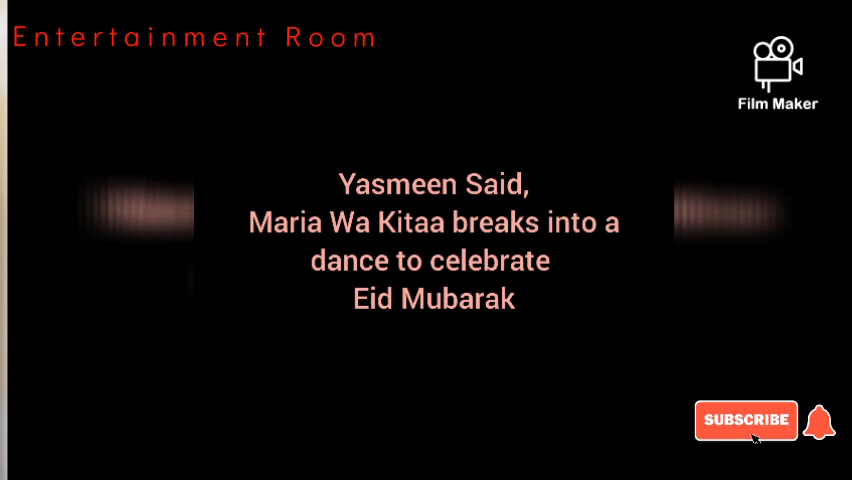 Entertainment Room
Film Maker
Yasmeen Said,
Maria Wa Kitaa breaks into a
dance to celebrate
Eid Mubarak
SUBSCRIBE